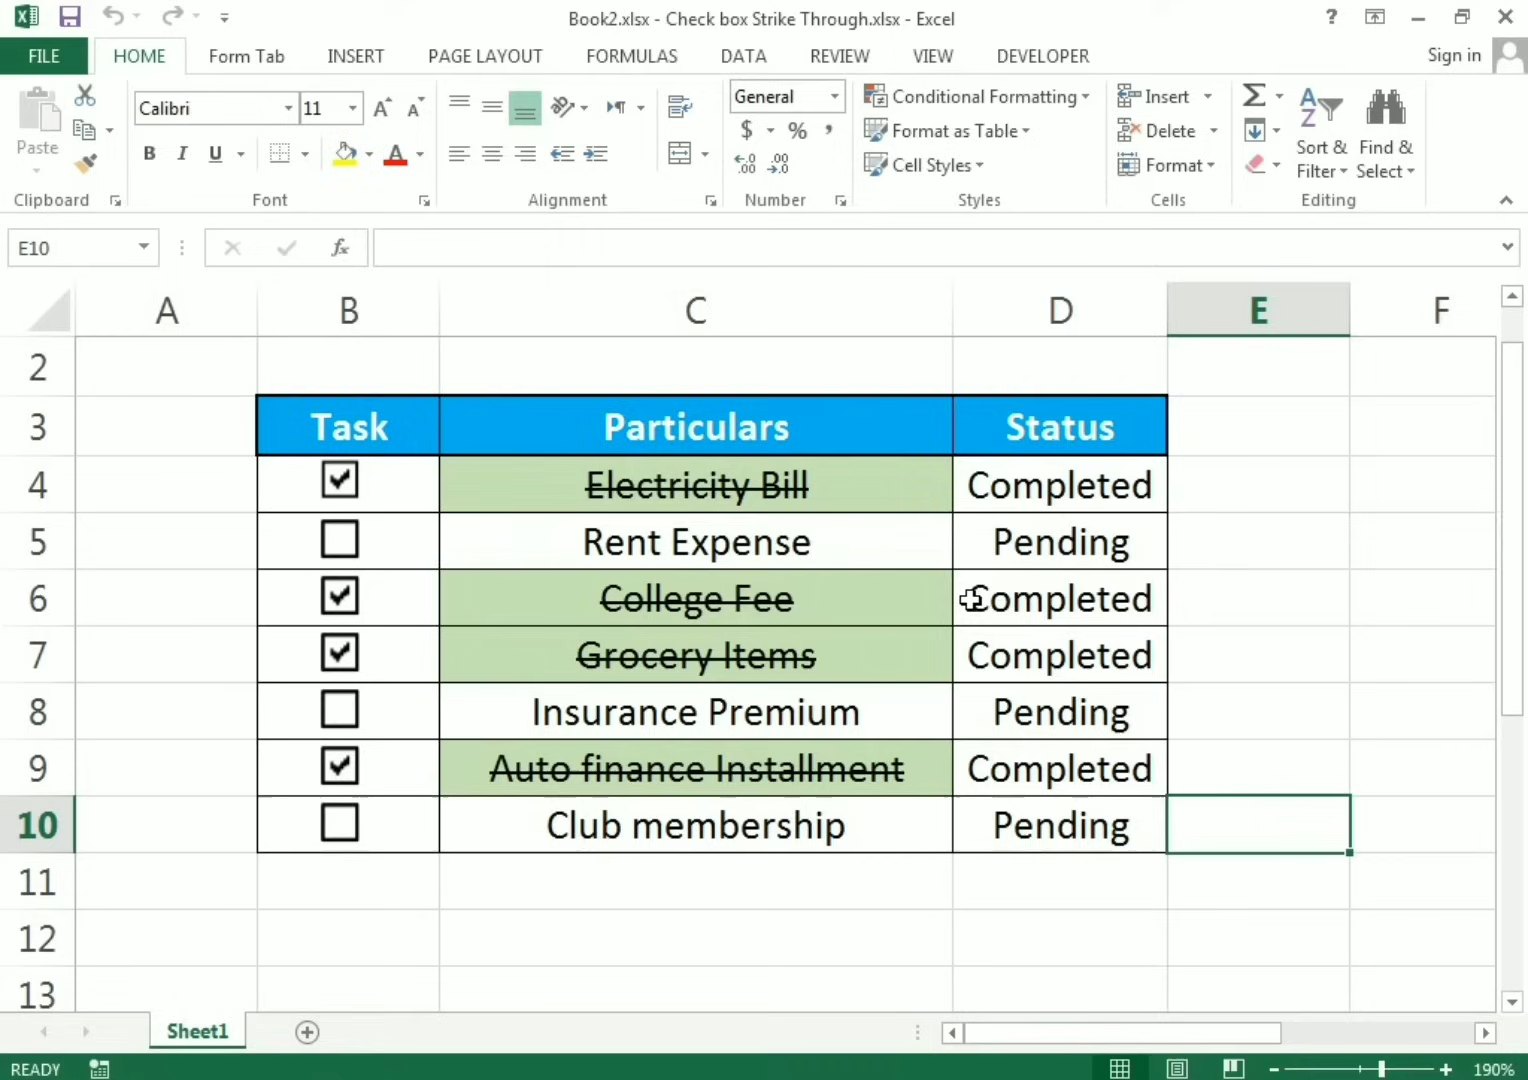 Book2.xlsx - Check box Strike Through.xlsx - Excel
FILE HOME Form Tab INSERT PAGE LAYOUT FORMULAS DATA REVIEW VIEW DEVELOPER Sign in
Calibri 11 General Conditional Formatting Insert
Format as Table Delete
Paste B I U $ % Cell Styles Format Sort & Filter Find & Select
Clipboard Font Alignment Number Styles Cells Editing
E10 fx
A B C D E F
2
3 Task Particulars Status
4 Electricity Bill Completed
5 Rent Expense Pending
6 College Fee Completed
7 Grocery Items Completed
8 Insurance Premium Pending
9 Auto finance Installment Completed
10 Club membership Pending
11
12
13
Sheet1
READY 190%